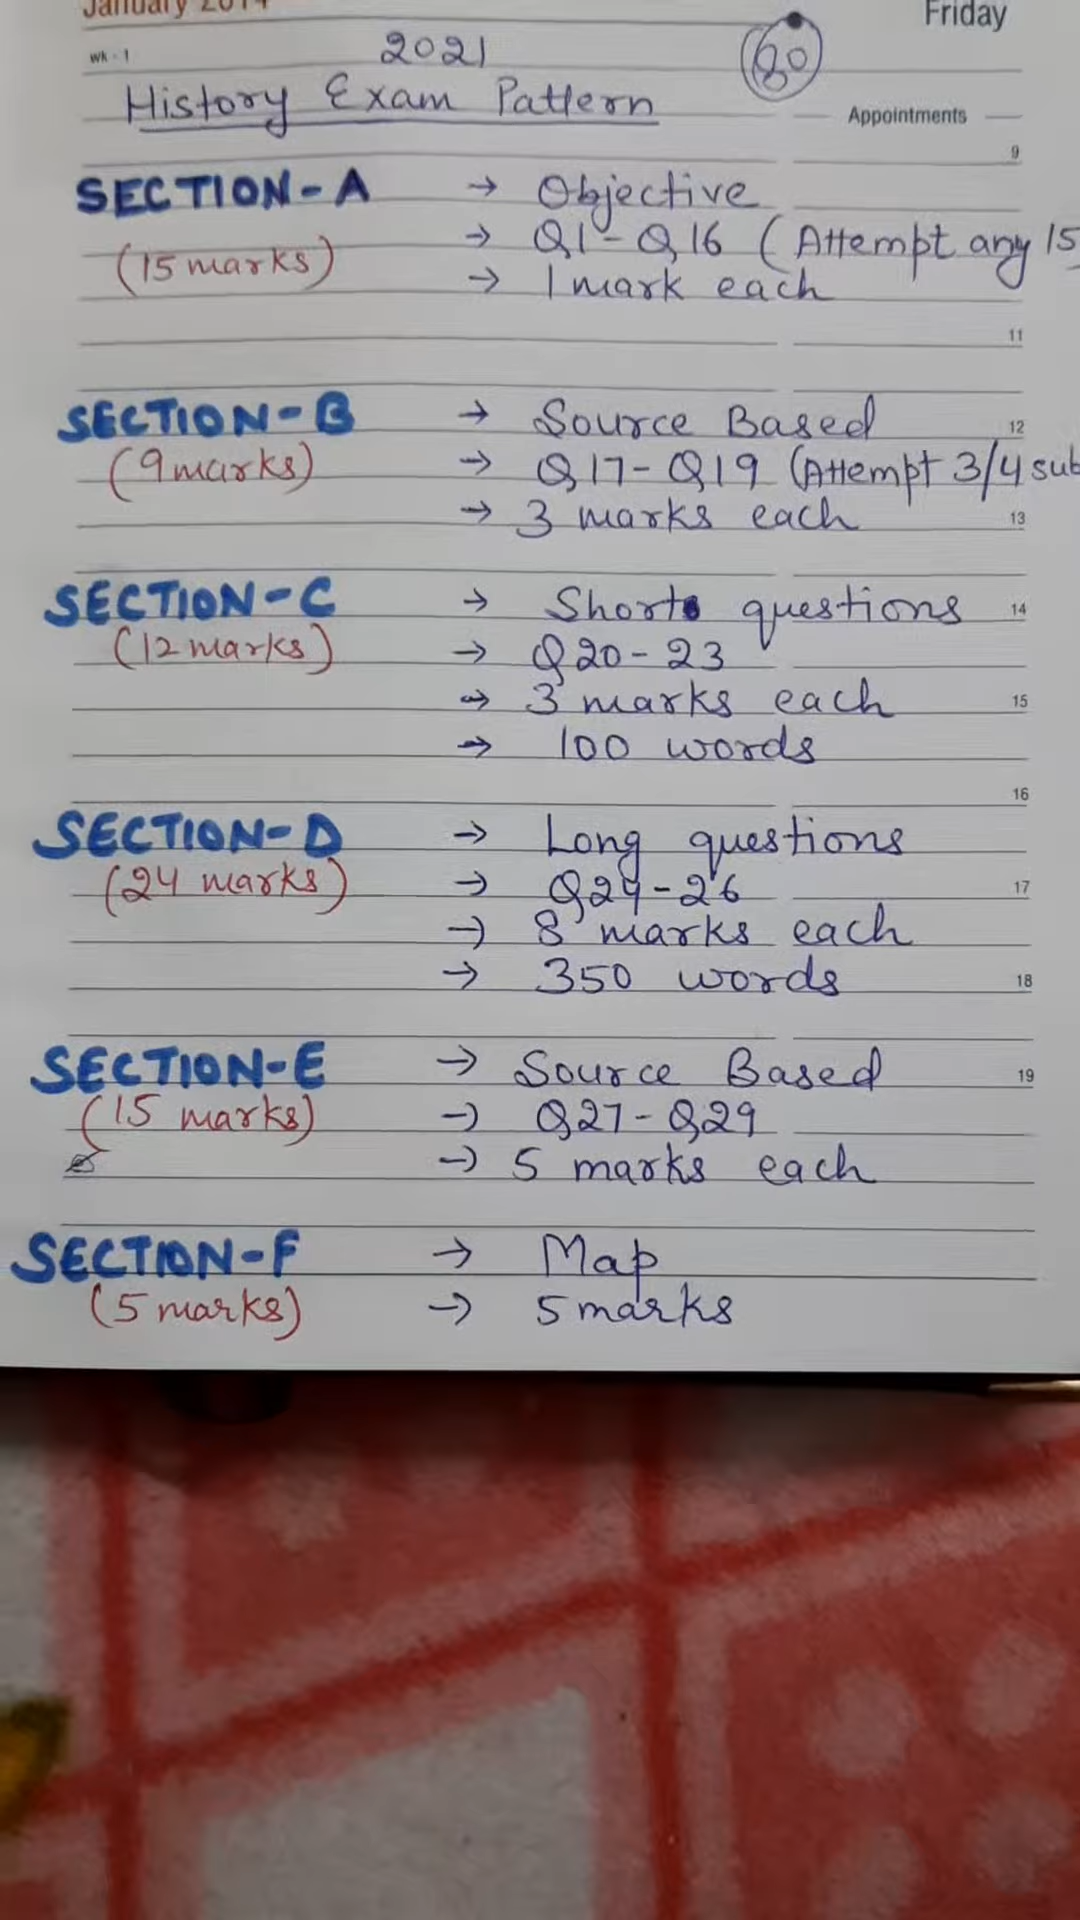 January 2014
Friday
wk - 1
2021
80
History Exam Pattern
Appointments
9
SECTION-A → Objective
→ Q1 - Q16 (Attempt any 15
(15 marks)
→ 1 mark each
11
SECTION-B → Source Based
12
(9 marks) → Q17-Q19 (Attempt 3/4 sub
→ 3 marks each
13
SECTION-C → Short questions
14
(12 marks) → Q20-23
→ 3 marks each
15
→ 100 words
16
SECTION-D → Long questions
(24 marks) → Q24-26
17
→ 8 marks each
→ 350 words
18
SECTION-E → Source Based
19
(15 marks) → Q27-Q29
→ 5 marks each
SECTION-F → Map
(5 marks) → 5 marks